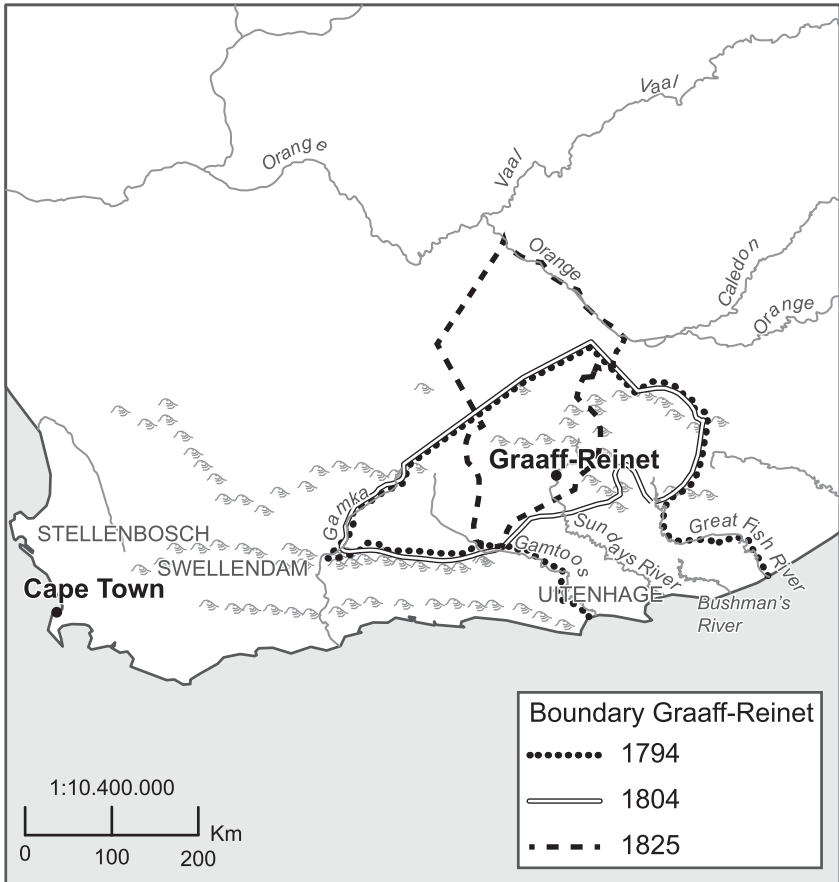 Vaal
Orange
Vaal
Orange
Caledon
Orange
Graaff-Reinet
Gamka
STELLENBOSCH
Great Fish River
Sundays River
Gamtoos
SWELLENDAM
Cape Town
UITENHAGE
Bushman's
River
Boundary Graaff-Reinet
1794
1804
1825
1:10.400.000
Km
0 100 200